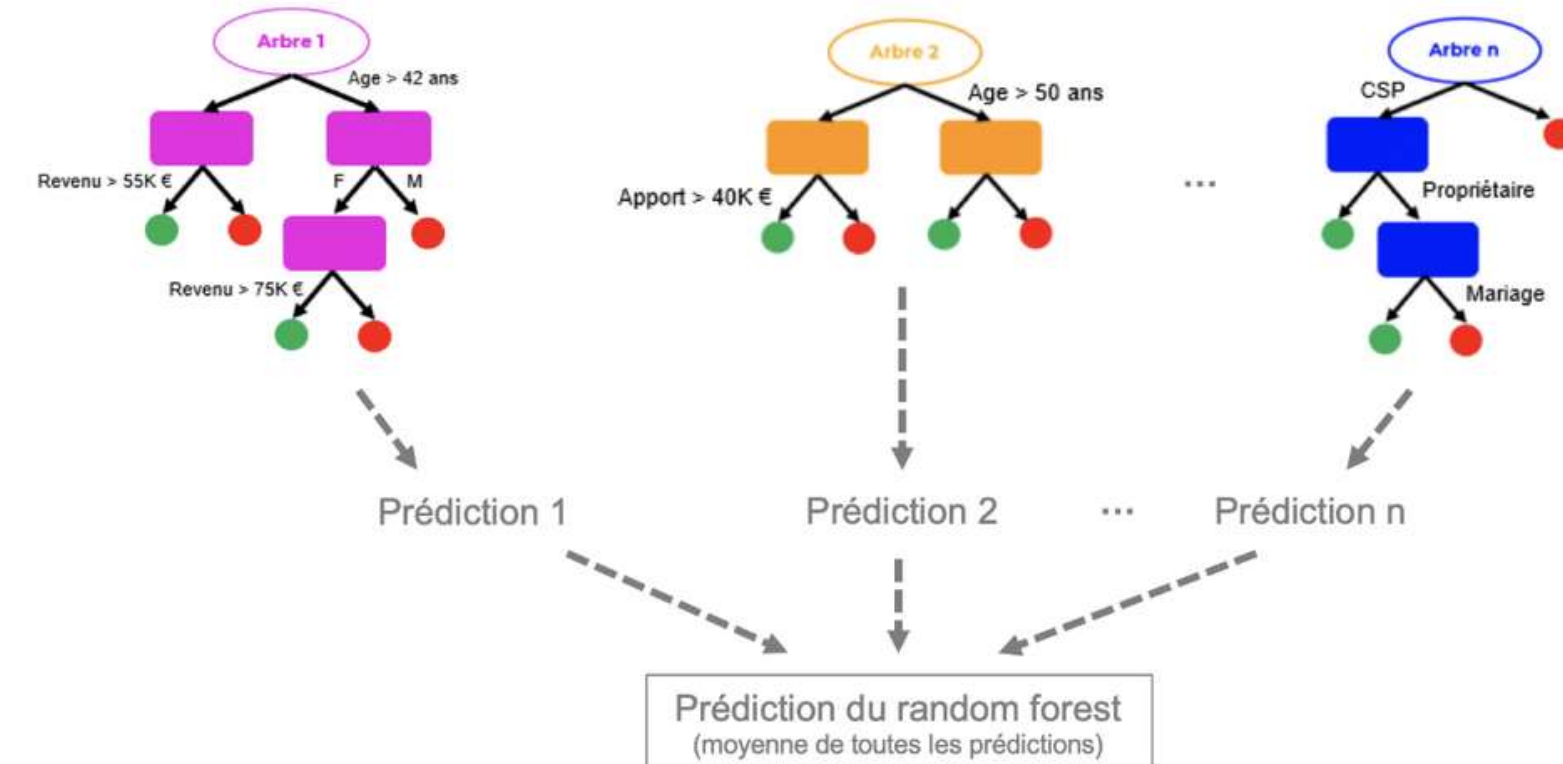 Arbre 1
Arbre 2
Arbre n
Age > 42 ans
Age > 50 ans
CSP
Revenu > 55K €
F
M
Apport > 40K €
...
Propriétaire
Revenu > 75K €
Mariage
Prédiction 1
Prédiction 2
...
Prédiction n
Prédiction du random forest
(moyenne de toutes les prédictions)